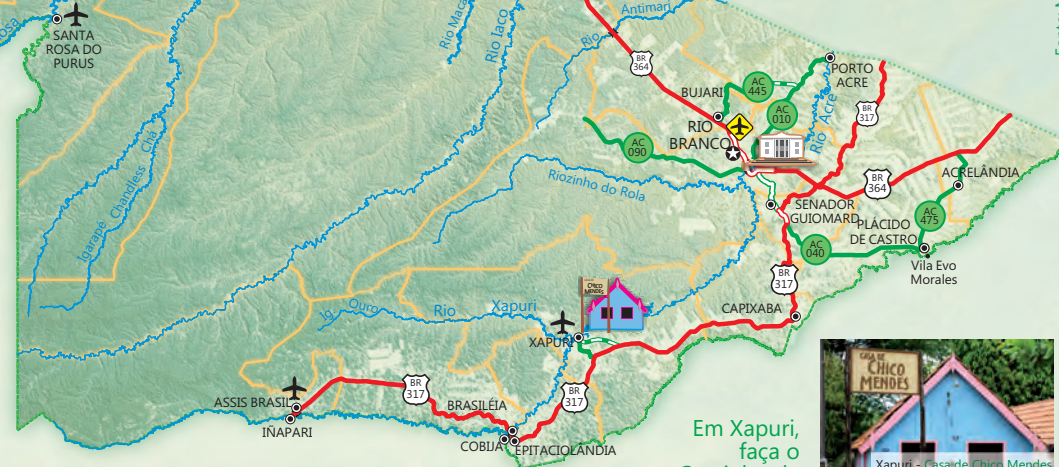 SANTA
ROSA DO
PURUS
Rosa
Rio Iaco
Rio
Antimari
BR
364
BUJARI
AC
445
PORTO
ACRE
AC
010
Rio Acre
BR
317
RIO
BRANCO
AC
090
Igarapé Chandless Chá
Riozinho do Rola
BR
364
ACRELÂNDIA
SENADOR
GUIOMARD
PLÁCIDO
DE CASTRO
AC
475
AC
040
Vila Evo
Morales
BR
317
CAPIXABA
CHICO
MENDES
Ig. Ouro
Rio Xapuri
XAPURI
BR
317
BR
317
ASSIS BRASIL
IÑAPARI
BRASILÉIA
COBIJA
EPITACIOLANDIA
Em Xapuri,
faça o
CASA DE
CHICO
MENDES
Xapuri - Casa de Chico Mendes